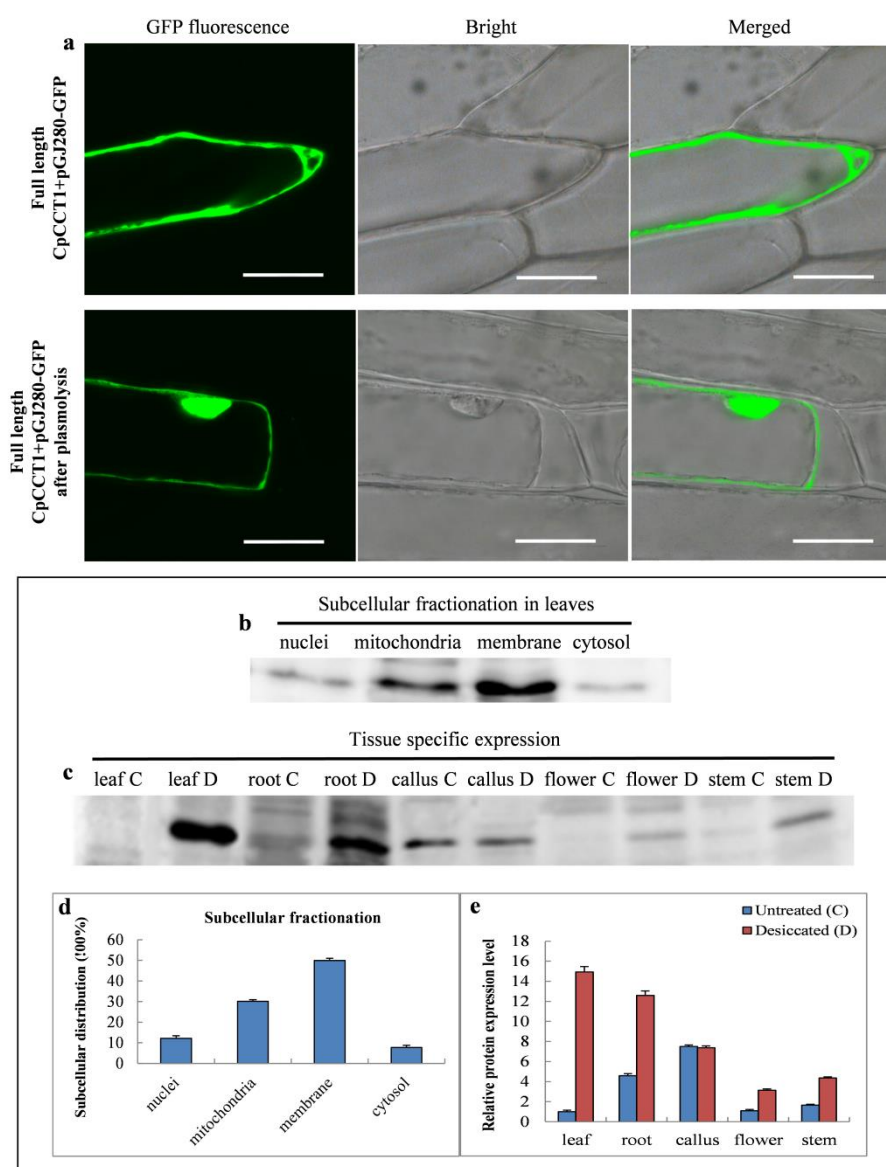 a
GFP fluorescence Bright Merged
Full length
CpCCT1+pGJ280-GFP
Full length
CpCCT1+pGJ280-GFP
after plasmolysis
Subcellular fractionation in leaves
b
nuclei mitochondria membrane cytosol
Tissue specific expression
c
leaf C leaf D root C root D callus C callus D flower C flower D stem C stem D
d
Subcellular fractionation
Subcellular distribution (!00%)
60
50
40
30
20
10
0
nuclei mitochondria membrane cytosol
e
Untreated (C)
Desiccated (D)
Relative protein expression level
18
16
14
12
10
8
6
4
2
0
leaf root callus flower stem